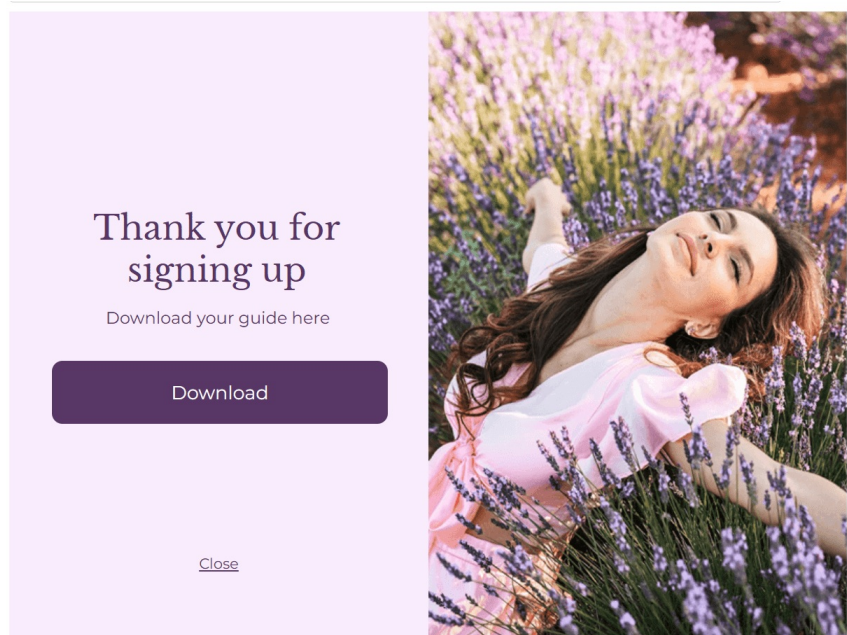 Thank you for
signing up
Download your guide here
Download
Close